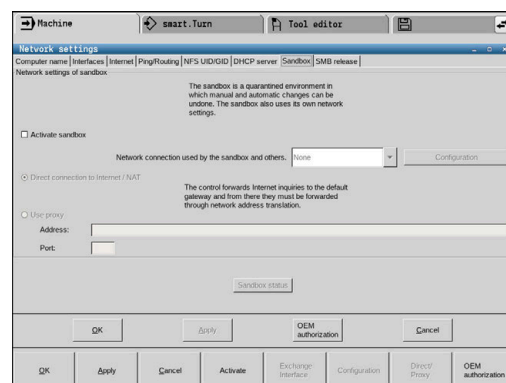 Machine
smart.Turn
Tool editor
Network settings
Computer name Interfaces Internet Ping/Routing NFS UID/GID DHCP server Sandbox SMB release
Network settings of sandbox
The sandbox is a quarantined environment in
which manual and automatic changes can be
undone. The sandbox also uses its own network
settings.
Activate sandbox
Network connection used by the sandbox and others. None Configuration
Direct connection to Internet / NAT
The control forwards Internet inquiries to the default
gateway and from there they must be forwarded
through network address translation.
Use proxy
Address:
Port:
Sandbox status
OK Apply OEM authorization Cancel
OK Apply Cancel Activate Exchange Interface Configuration Direct/ Proxy OEM authorization